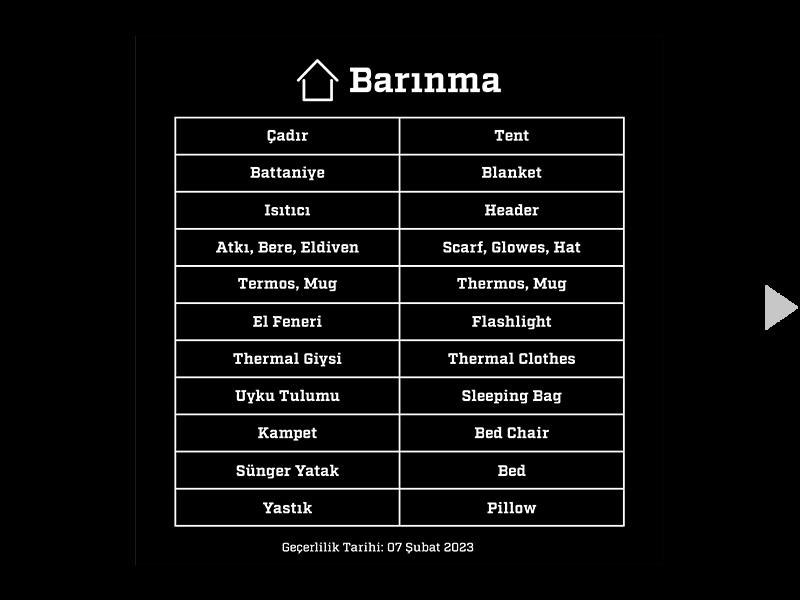 Barınma
Çadır Tent
Battaniye Blanket
Isıtıcı Header
Atkı, Bere, Eldiven Scarf, Glowes, Hat
Termos, Mug Thermos, Mug
El Feneri Flashlight
Thermal Giysi Thermal Clothes
Uyku Tulumu Sleeping Bag
Kampet Bed Chair
Sünger Yatak Bed
Yastık Pillow
Geçerlilik Tarihi: 07 Şubat 2023